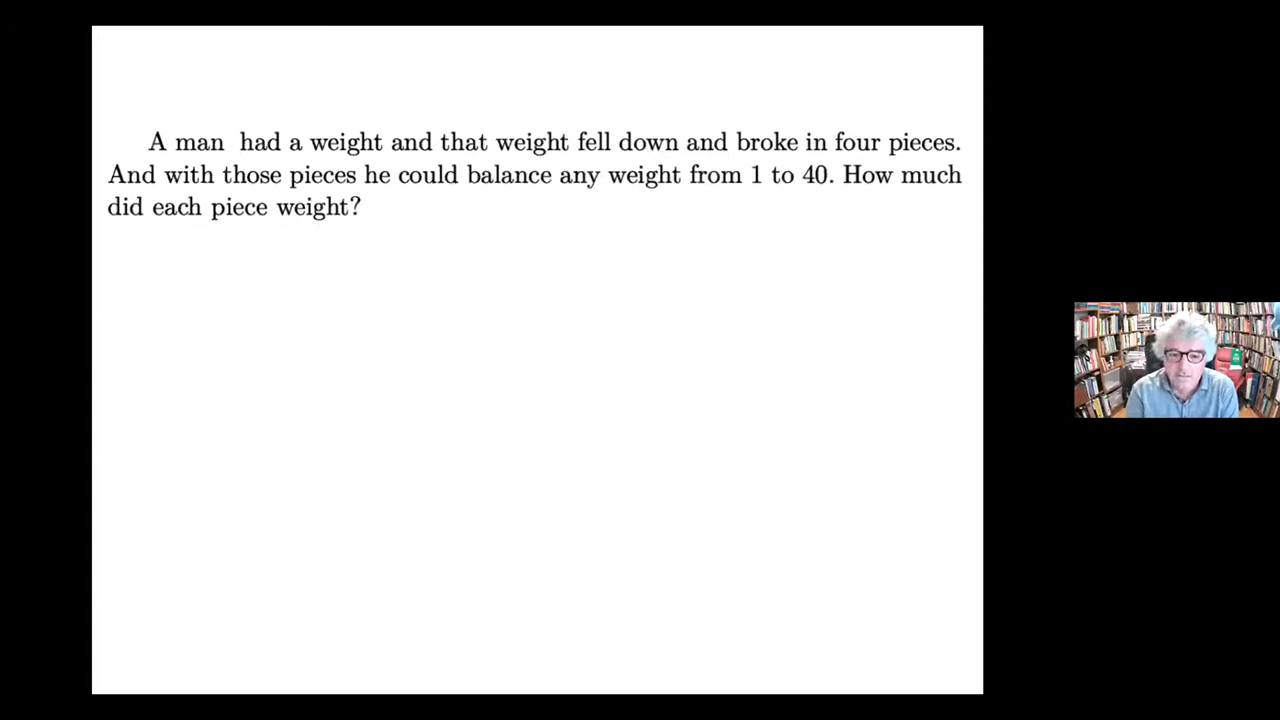 A man had a weight and that weight fell down and broke in four pieces.
And with those pieces he could balance any weight from 1 to 40. How much
did each piece weight?